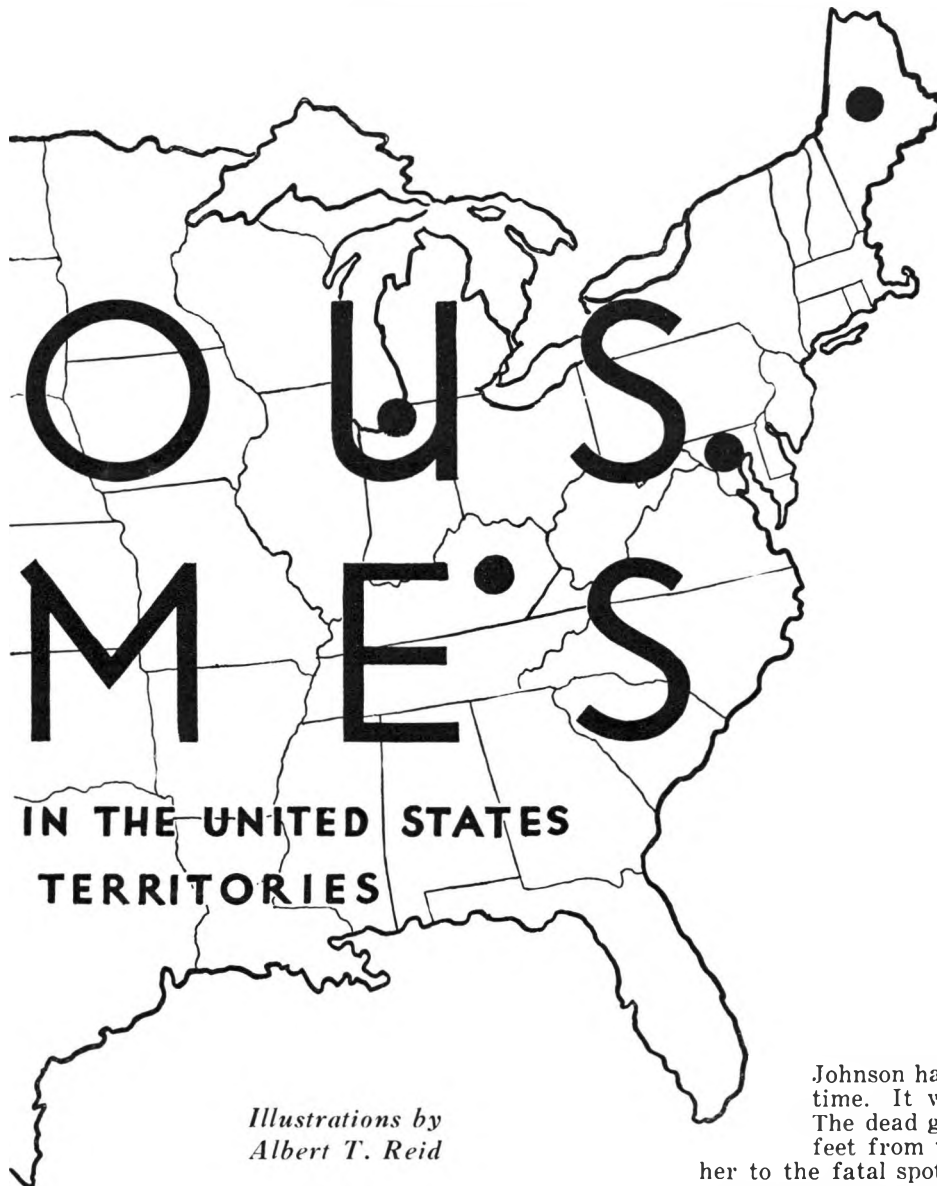 OUS
MES
IN THE UNITED STATES
TERRITORIES
Illustrations by
Albert T. Reid
Johnson ha
time. It w
The dead g
feet from
her to the fatal spot